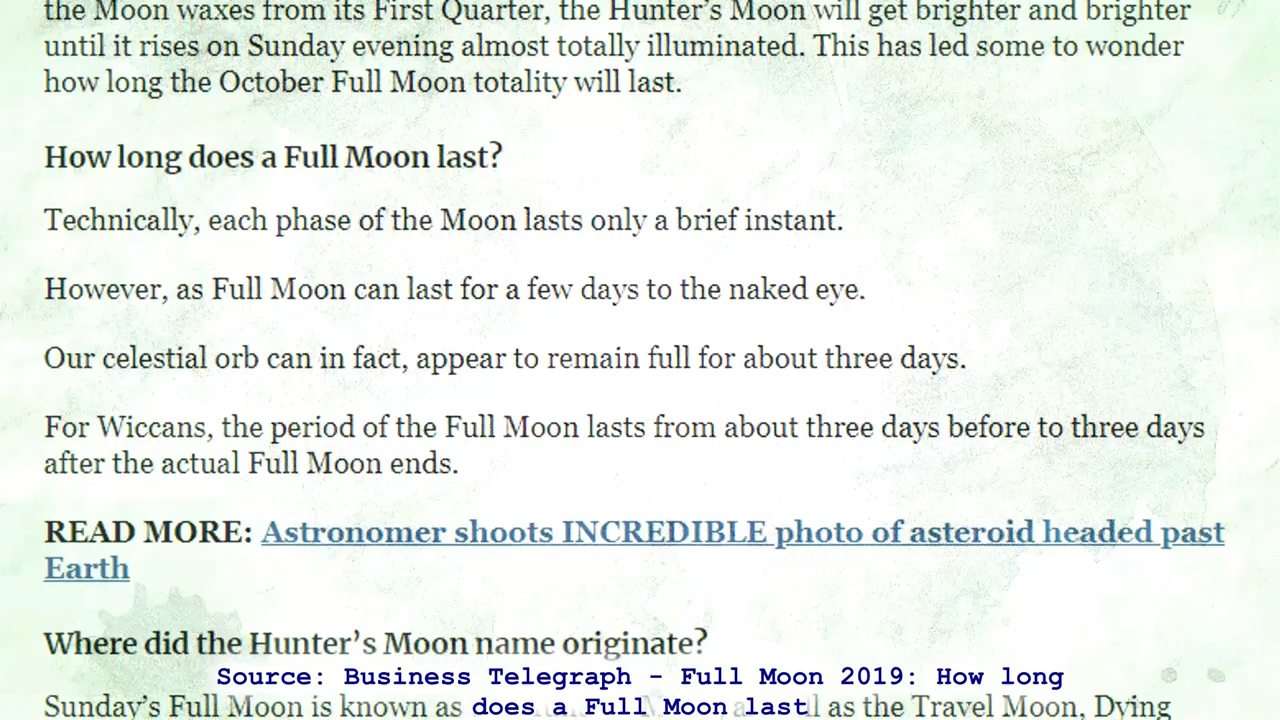 the Moon waxes from its First Quarter, the Hunter’s Moon will get brighter and brighter
until it rises on Sunday evening almost totally illuminated. This has led some to wonder
how long the October Full Moon totality will last.
How long does a Full Moon last?
Technically, each phase of the Moon lasts only a brief instant.
However, as Full Moon can last for a few days to the naked eye.
Our celestial orb can in fact, appear to remain full for about three days.
For Wiccans, the period of the Full Moon lasts from about three days before to three days
after the actual Full Moon ends.
READ MORE: Astronomer shoots INCREDIBLE photo of asteroid headed past
Earth
Where did the Hunter’s Moon name originate?
Source: Business Telegraph - Full Moon 2019: How long
does a Full Moon last
Sunday’s Full Moon is known as as the Travel Moon, Dying